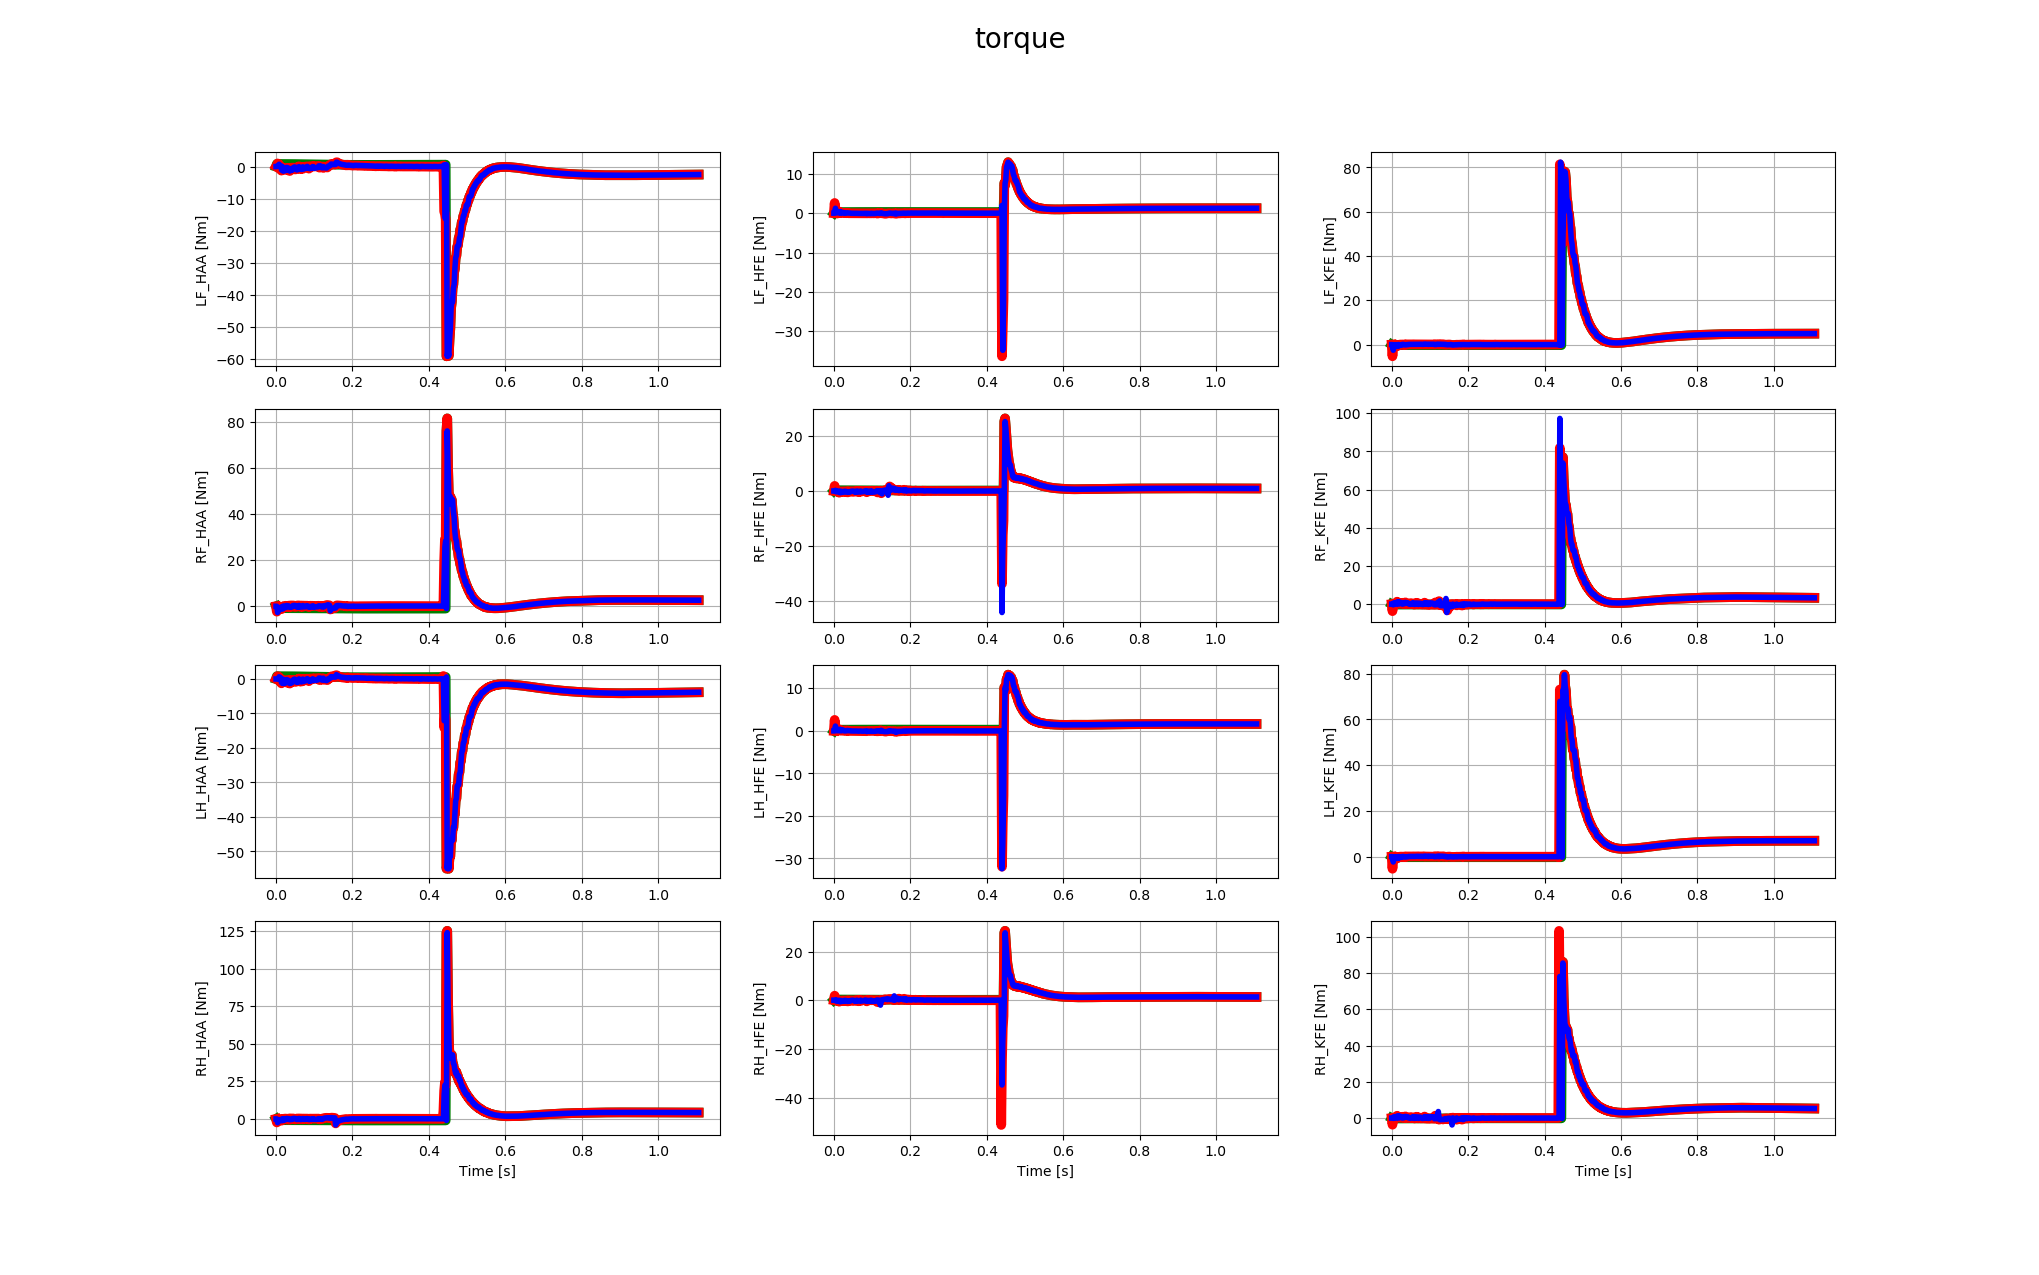 torque
LF_HAA [Nm]
0
−10
−20
−30
−40
−50
−60
0.0 0.2 0.4 0.6 0.8 1.0
LF_HFE [Nm]
10
0
−10
−20
−30
0.0 0.2 0.4 0.6 0.8 1.0
LF_KFE [Nm]
80
60
40
20
0
0.0 0.2 0.4 0.6 0.8 1.0
RF_HAA [Nm]
80
60
40
20
0
0.0 0.2 0.4 0.6 0.8 1.0
RF_HFE [Nm]
20
0
−20
−40
0.0 0.2 0.4 0.6 0.8 1.0
RF_KFE [Nm]
100
80
60
40
20
0
0.0 0.2 0.4 0.6 0.8 1.0
LH_HAA [Nm]
0
−10
−20
−30
−40
−50
0.0 0.2 0.4 0.6 0.8 1.0
LH_HFE [Nm]
10
0
−10
−20
−30
0.0 0.2 0.4 0.6 0.8 1.0
LH_KFE [Nm]
80
60
40
20
0
0.0 0.2 0.4 0.6 0.8 1.0
RH_HAA [Nm]
125
100
75
50
25
0
0.0 0.2 0.4 0.6 0.8 1.0
Time [s]
RH_HFE [Nm]
20
0
−20
−40
0.0 0.2 0.4 0.6 0.8 1.0
Time [s]
RH_KFE [Nm]
100
80
60
40
20
0
0.0 0.2 0.4 0.6 0.8 1.0
Time [s]